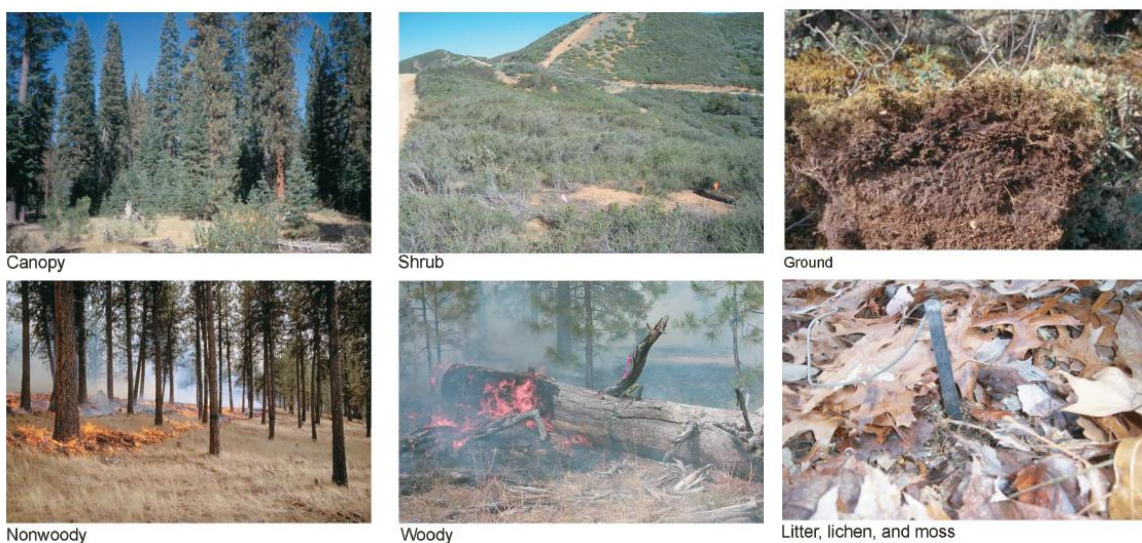 Canopy
Shrub
Ground
Nonwoody
Woody
Litter, lichen, and moss